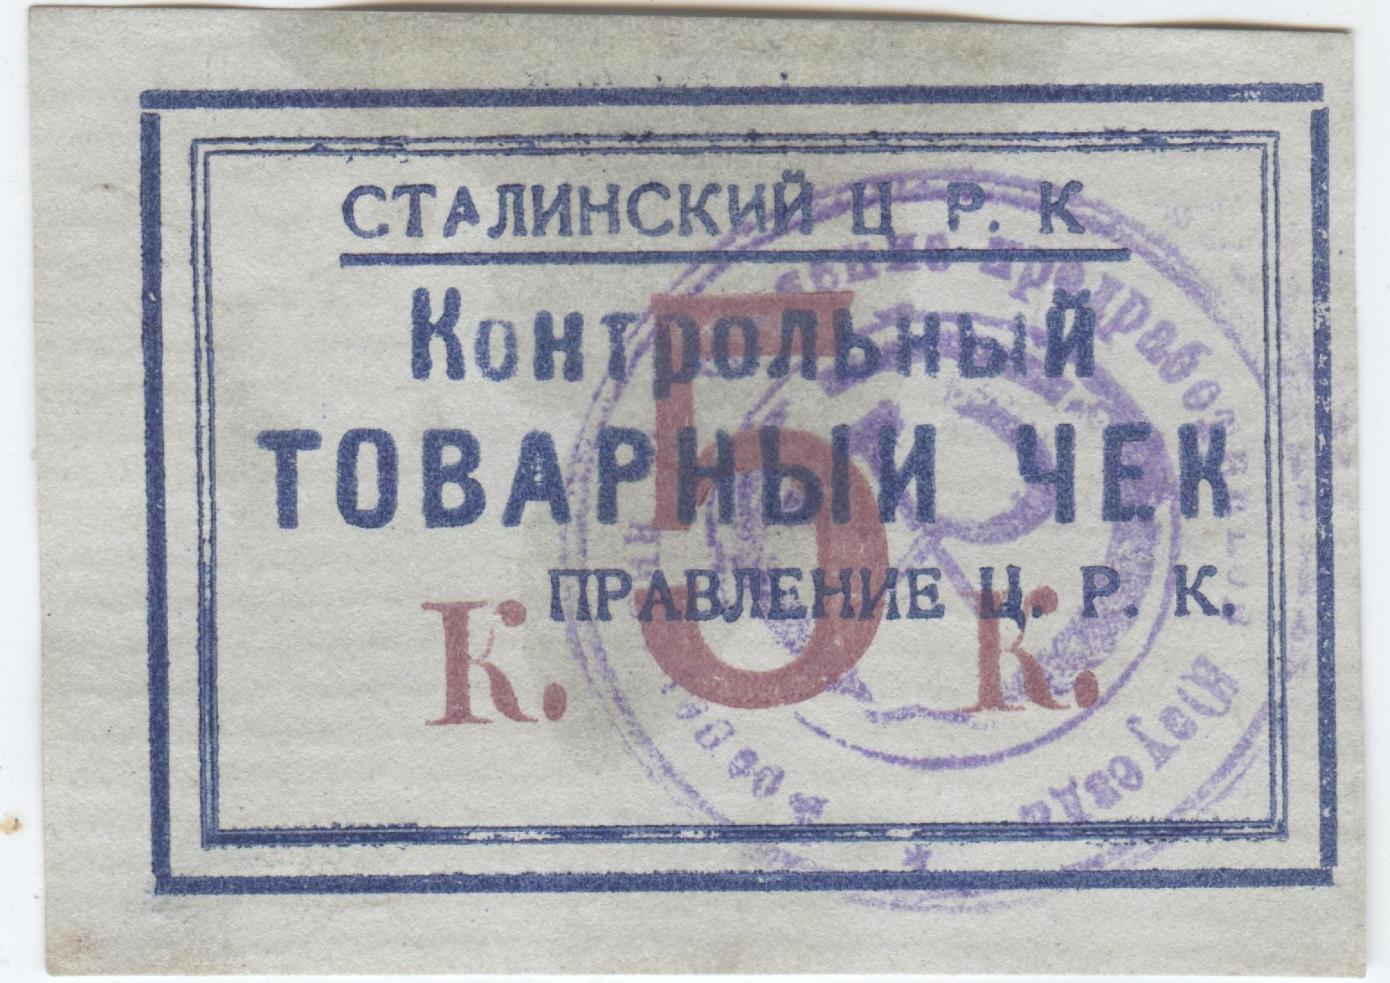 СТАЛИНСКИЙ Ц Р. К
Контрольный
ТОВАРНЫЙ ЧЕК
ПРАВЛЕНИЕ Ц. Р. К.
К. 5 К.